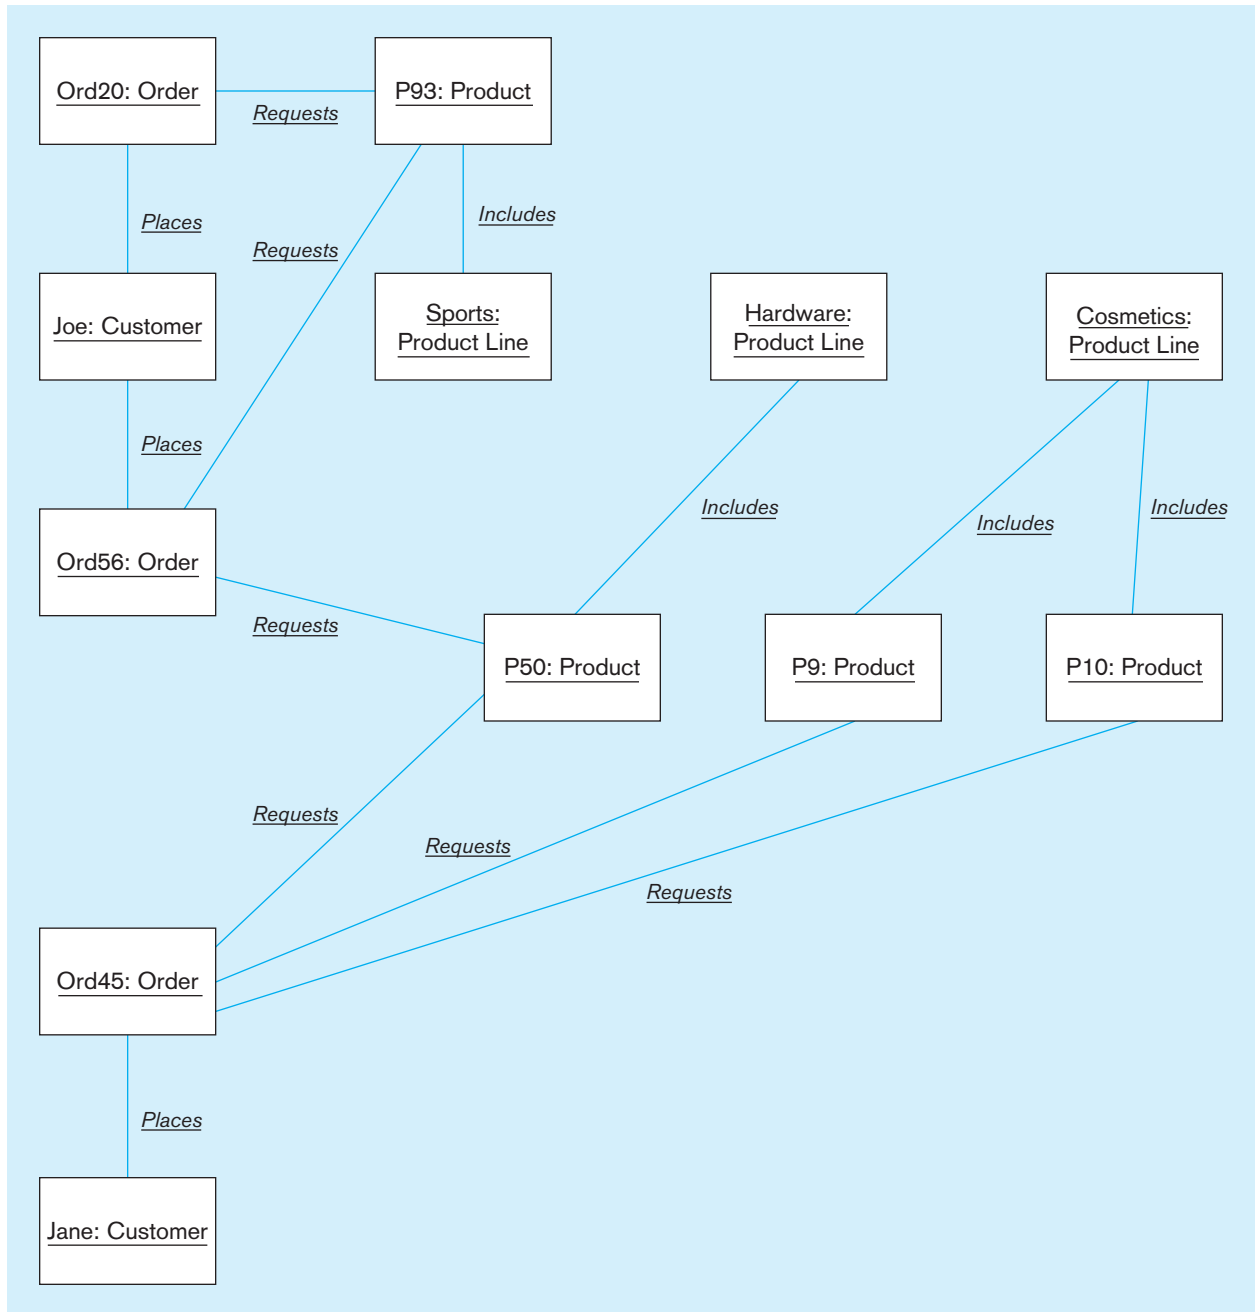 Ord20: Order
Requests
P93: Product
Places
Requests
Includes
Joe: Customer
Sports:
Product Line
Hardware:
Product Line
Cosmetics:
Product Line
Places
Includes
Includes
Includes
Ord56: Order
Requests
P50: Product
P9: Product
P10: Product
Requests
Requests
Requests
Ord45: Order
Places
Jane: Customer